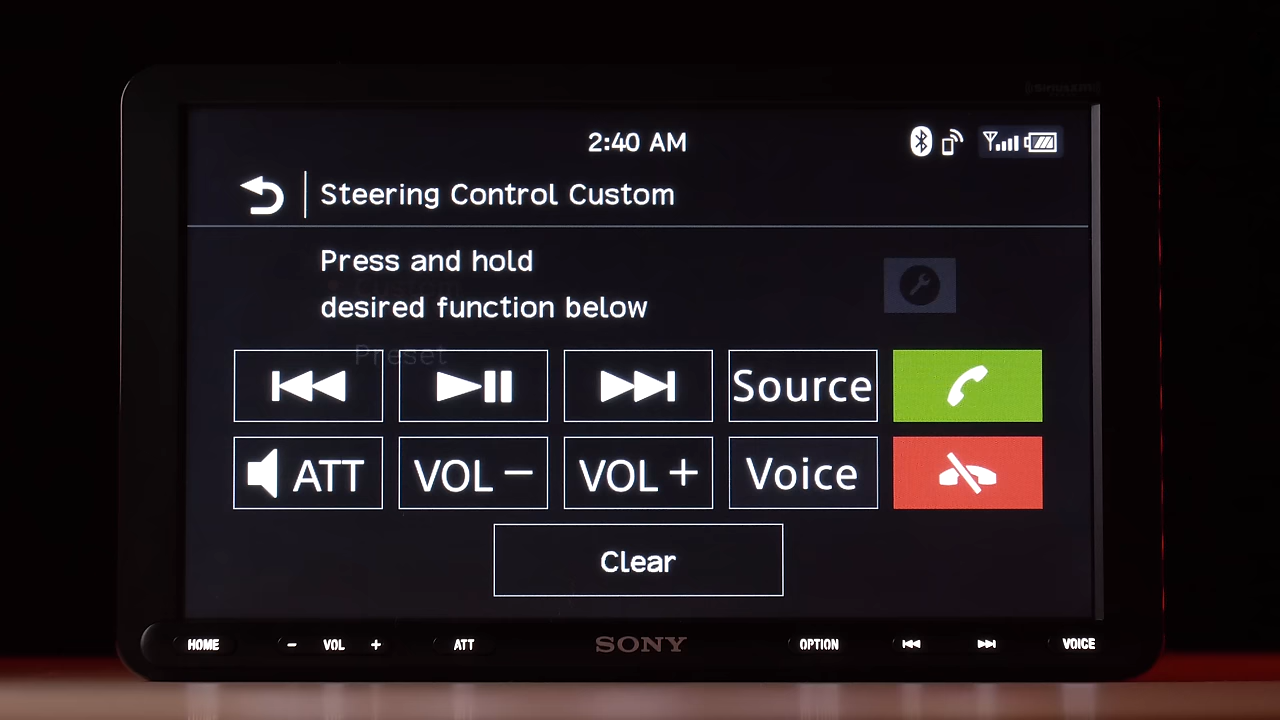 2:40 AM
Steering Control Custom
Press and hold
desired function below
Preset
Source
ATT
VOL −
VOL +
Voice
Clear
HOME
− VOL +
ATT
SONY
OPTION
VOICE